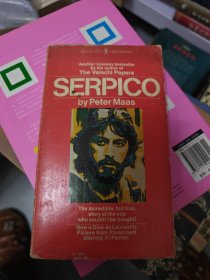 Another runaway bestseller
by the author of
The Valachi Papers
SERPICO
by Peter Maas
The incredible, but true,
story of the cop
who couldn't be bought!
Now a Dino de Laurentiis
Picture from Paramount
starring Al Pacino